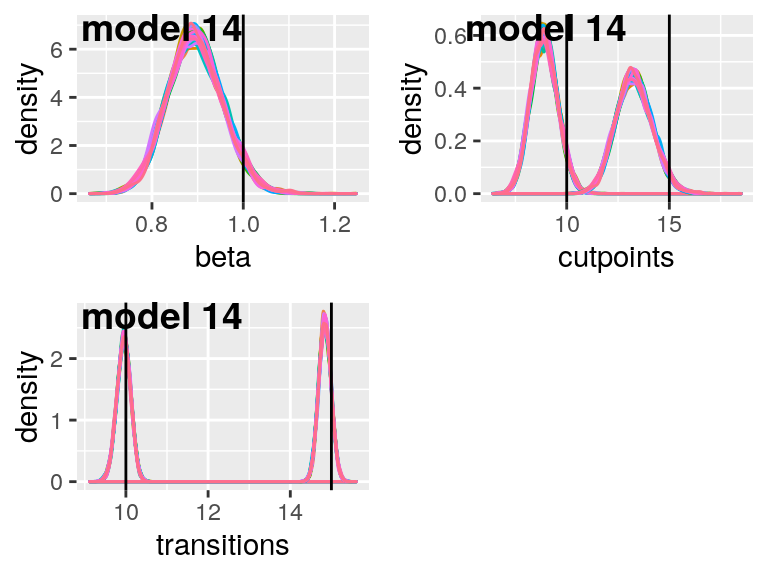 model 14
density
6
4
2
0
0.8 1.0 1.2
beta
model 14
density
0.6
0.4
0.2
0.0
10 15
cutpoints
model 14
density
2
1
0
10 12 14
transitions